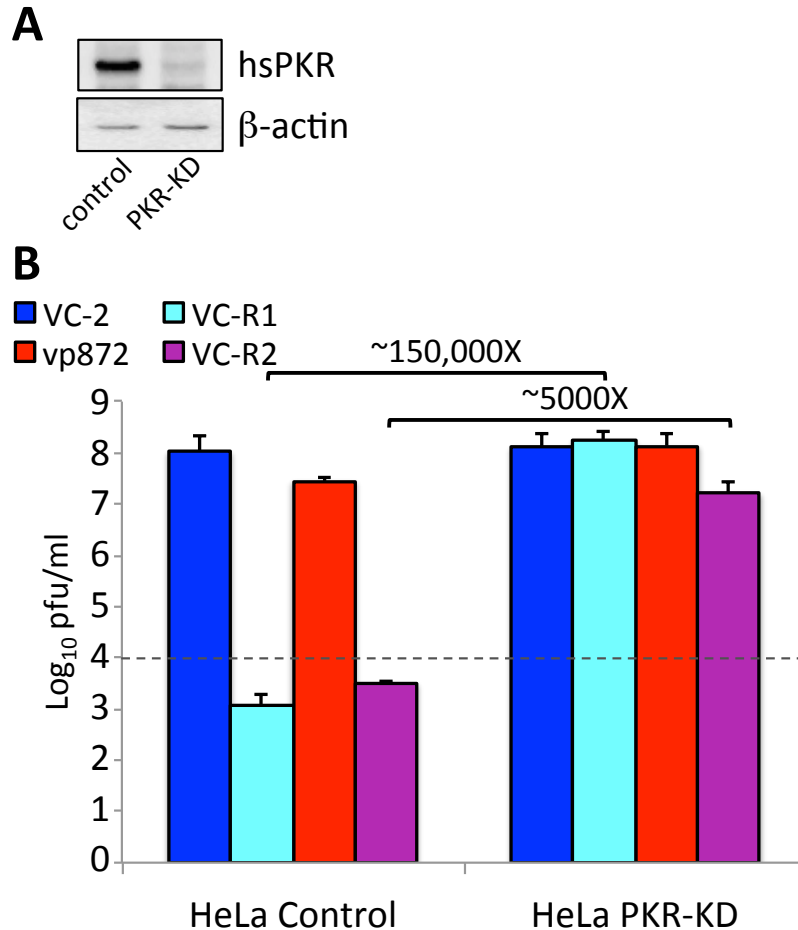 A
hsPKR
β-actin
control
PKR-KD
B
VC-2
VC-R1
vp872
VC-R2
~150,000X
~5000X
9
8
7
6
5
4
3
2
1
0
Log₁₀ pfu/ml
HeLa Control
HeLa PKR-KD